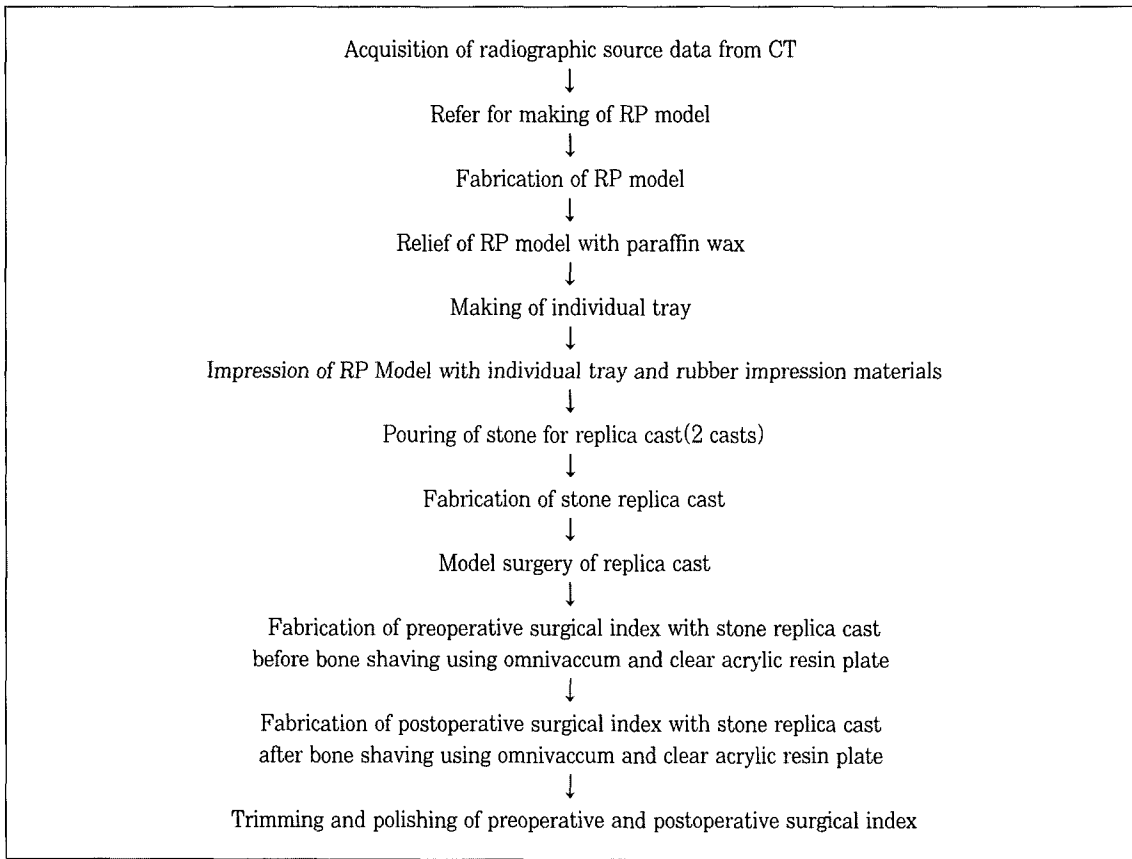 Acquisition of radiographic source data from CT
↓
Refer for making of RP model
↓
Fabrication of RP model
↓
Relief of RP model with paraffin wax
↓
Making of individual tray
↓
Impression of RP Model with individual tray and rubber impression materials
↓
Pouring of stone for replica cast(2 casts)
↓
Fabrication of stone replica cast
↓
Model surgery of replica cast
↓
Fabrication of preoperative surgical index with stone replica cast
before bone shaving using omnivaccum and clear acrylic resin plate
↓
Fabrication of postoperative surgical index with stone replica cast
after bone shaving using omnivaccum and clear acrylic resin plate
↓
Trimming and polishing of preoperative and postoperative surgical index